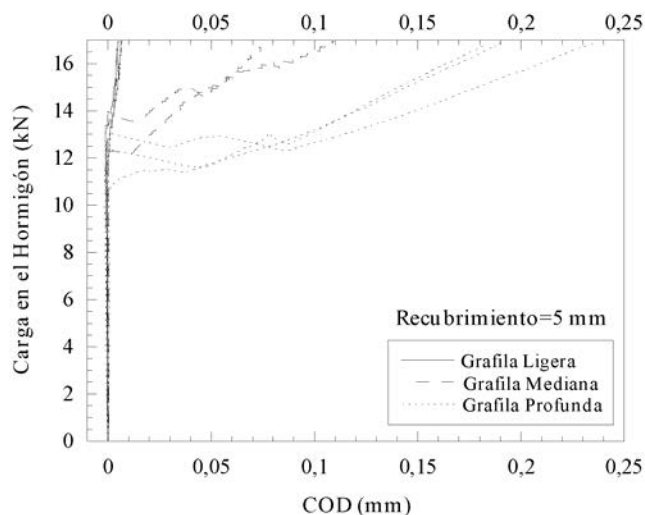 0 0,05 0,1 0,15 0,2 0,25
16
14
12
10
8
6
4
2
0
Carga en el Hormigón (kN)
Recubrimiento=5 mm
Grafila Ligera
Grafila Mediana
Grafila Profunda
0 0,05 0,1 0,15 0,2 0,25
COD (mm)